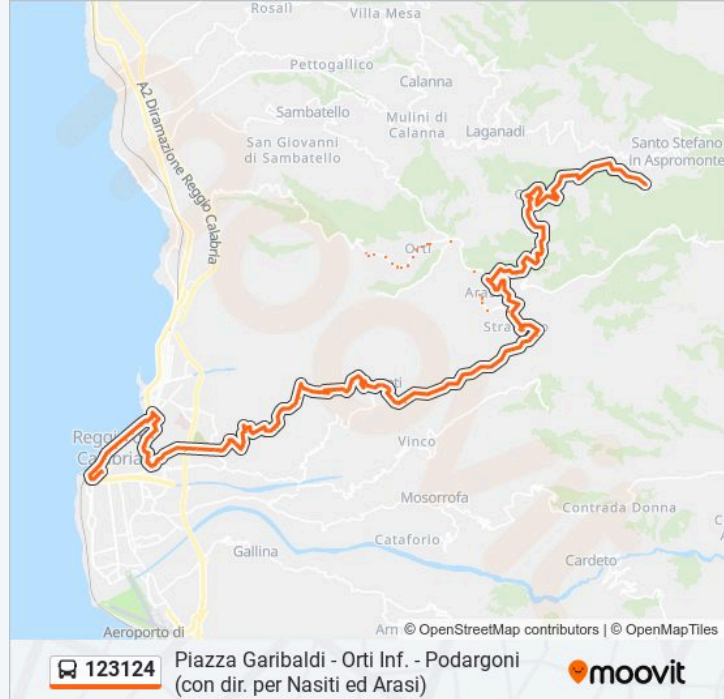 Rosalì
Villa Mesa
Pettogallico
Calanna
A2 Diramazione Reggio Calabria
Sambatello
Mulini di
Calanna
Laganadi
San Giovanni
di Sambatello
Santo Stefano
in Aspromonte
Orti
Reggio
Calabria
Vinco
Mosorrofa
Contrada Donna
Cataforio
Gallina
Cardeto
Aeroporto di
© OpenStreetMap contributors | © OpenMapTiles
123124
Piazza Garibaldi - Orti Inf. - Podargoni
(con dir. per Nasiti ed Arasi)
moovit